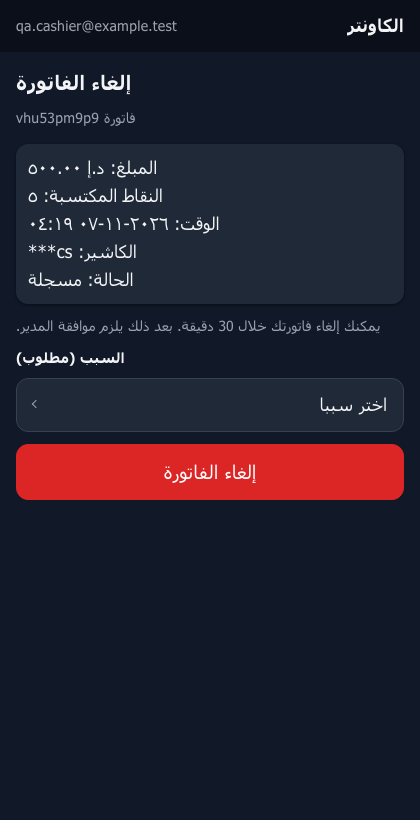 الكاونتر
qa.cashier@example.test
إلغاء الفاتورة
فاتورة vhu53pm9p9
المبلغ: د.إ ٥٠٠.٠٠
النقاط المكتسبة: ٥
الوقت: ٢٠٢٦-١١-٠٧ ٠٤:١٩
الكاشير: cs***
الحالة: مسجلة
يمكنك إلغاء فاتورتك خلال 30 دقيقة. بعد ذلك يلزم موافقة المدير.
السبب (مطلوب)
اختر سببا
إلغاء الفاتورة